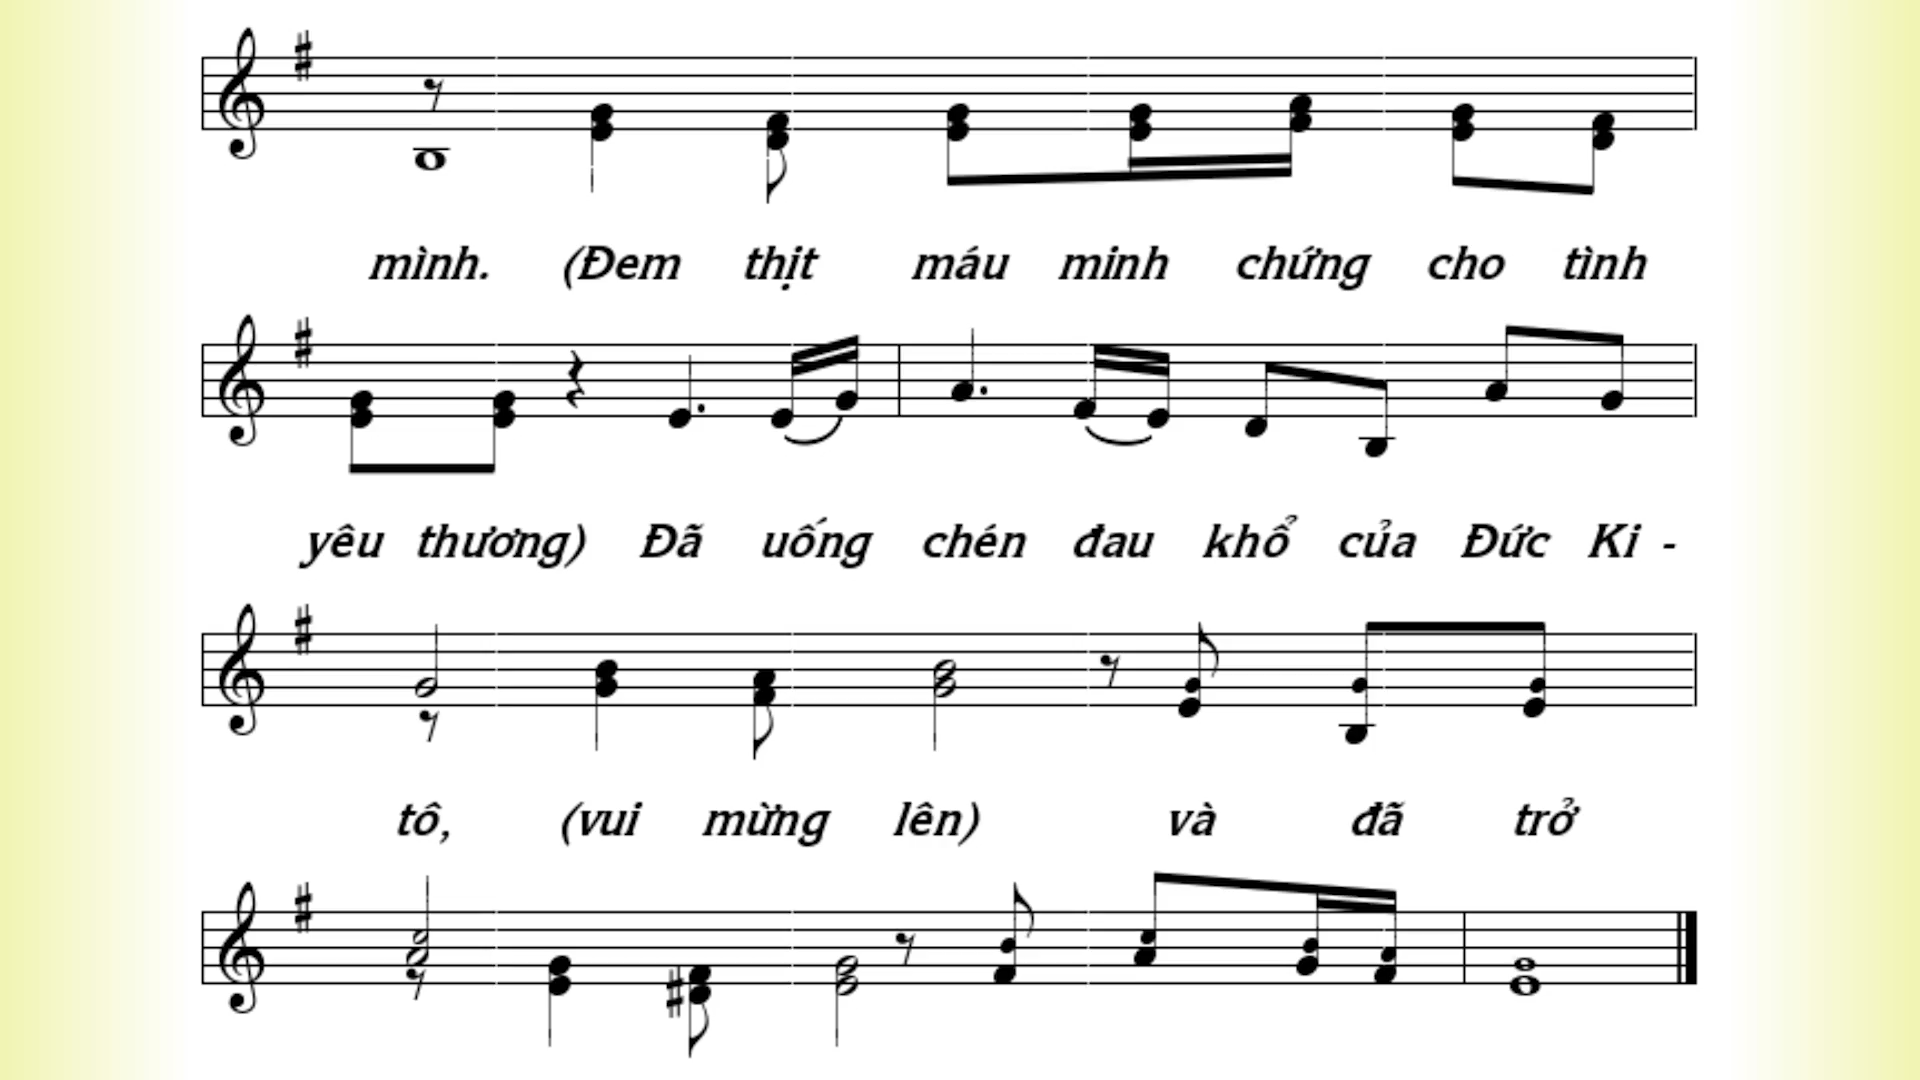 mình. (Đem thịt máu minh chứng cho tình
yêu thương) Đã uống chén đau khổ của Đức Ki -
tô, (vui mừng lên) và đã trở